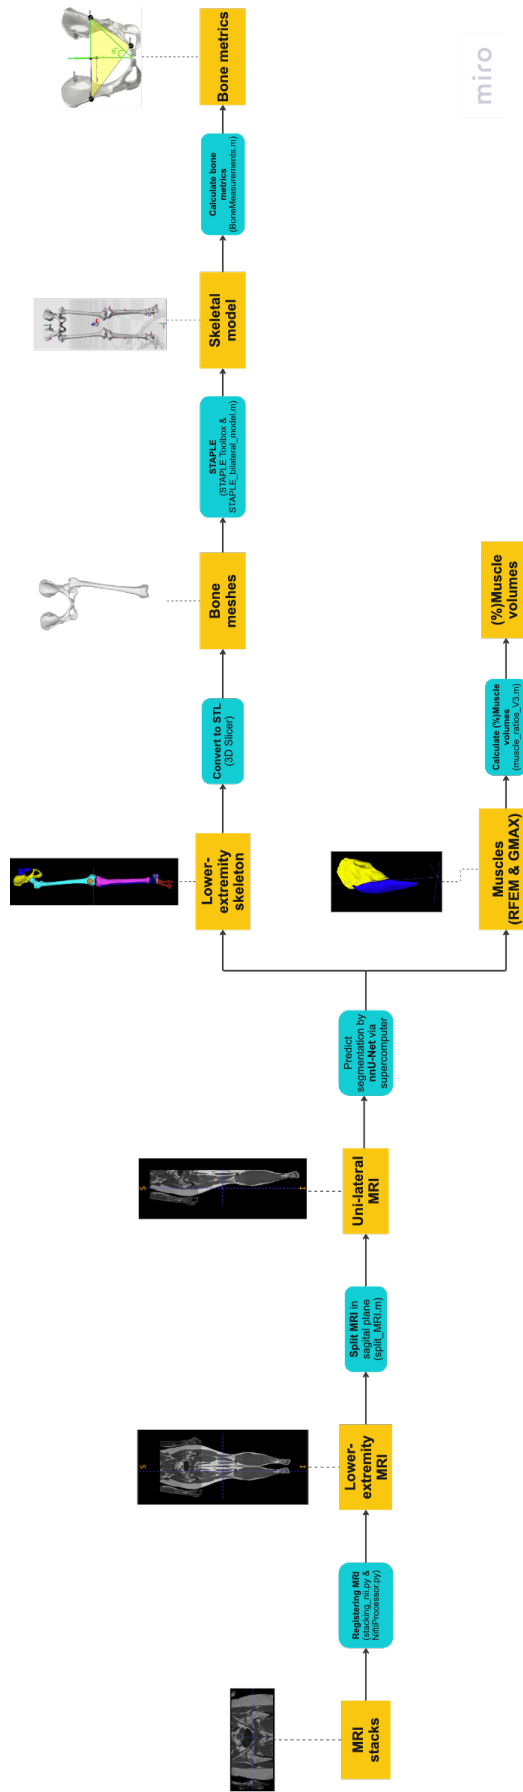 MRI
stacks
Registering MRI
(stacking_nii.py &
NiftiProcessor.py)
Lower-
extremity
MRI
S
I
Split MRI in
sagital plane
(split_MRI.m)
Uni-lateral
MRI
S
I
Predict
segmentation by
nnU-Net via
supercomputer
Lower-
extremity
skeleton
Convert to STL
(3D Slicer)
Bone
meshes
STAPLE
(STAPLE Toolbox &
STAPLE_bilateral_model.m)
Skeletal
model
Calculate bone
metrics
(BoneMeasurements.m)
Bone metrics
Muscles
(RFEM & GMAX)
Calculate (%)Muscle
volumes
(muscle_ratios_V3.m)
(%)Muscle
volumes
miro